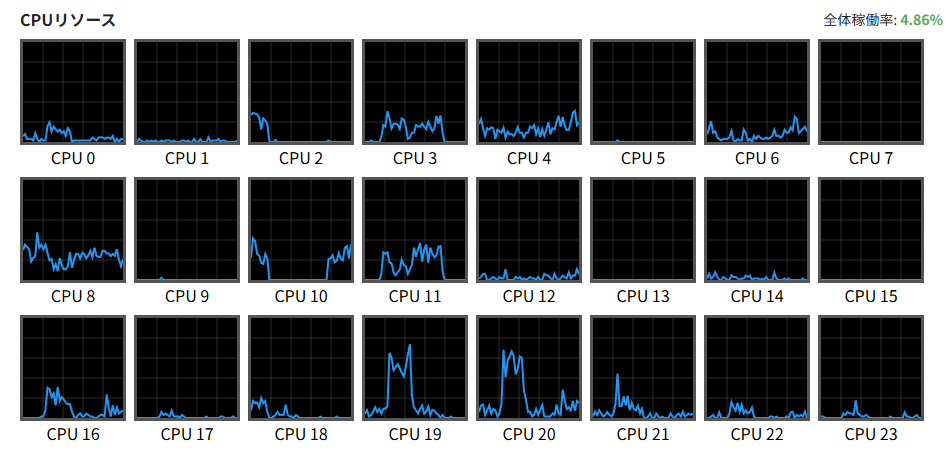 CPUリソース
全体稼働率: 4.86%
CPU 0 CPU 1 CPU 2 CPU 3 CPU 4 CPU 5 CPU 6 CPU 7
CPU 8 CPU 9 CPU 10 CPU 11 CPU 12 CPU 13 CPU 14 CPU 15
CPU 16 CPU 17 CPU 18 CPU 19 CPU 20 CPU 21 CPU 22 CPU 23